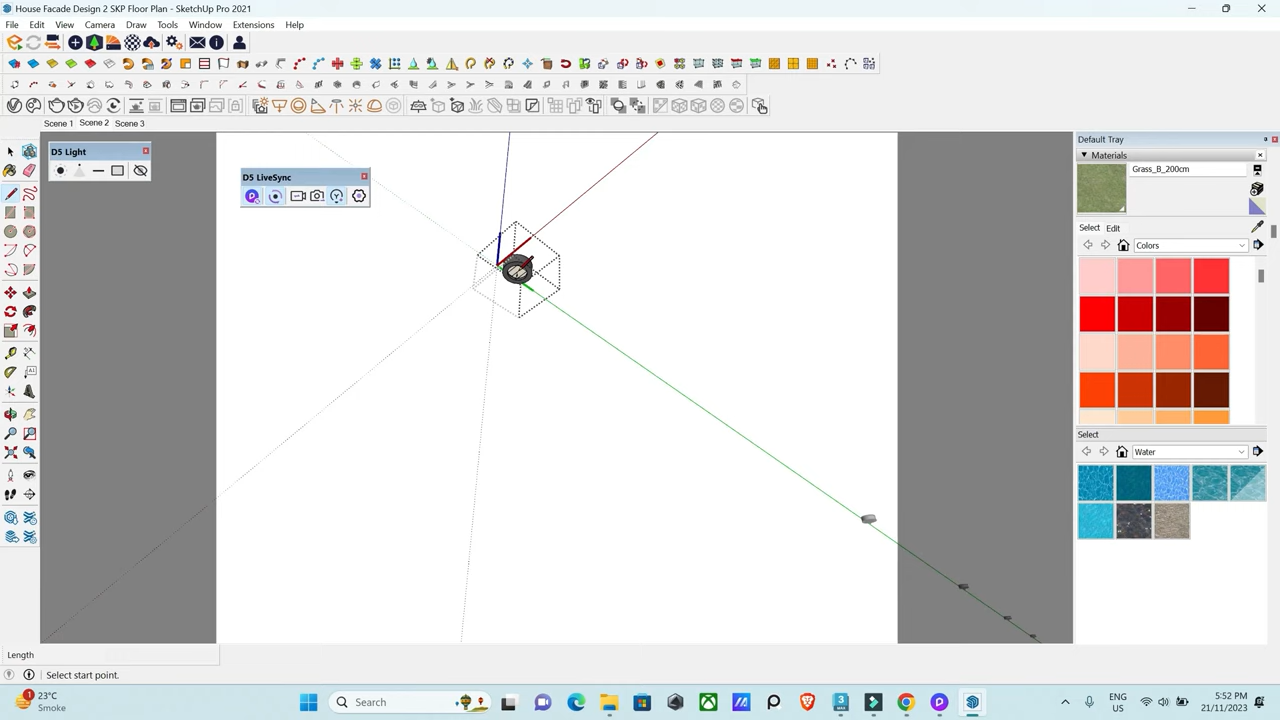 House Facade Design 2 SKP Floor Plan - SketchUp Pro 2021
File Edit View Camera Draw Tools Window Extensions Help
Scene 1 Scene 2 Scene 3
D5 Light
D5 LiveSync
Default Tray
Materials
Grass_B_200cm
Select Edit
Colors
Select
Water
Length
Select start point.
23°C
Smoke
1
Search
ENG
US
5:52 PM
21/11/2023